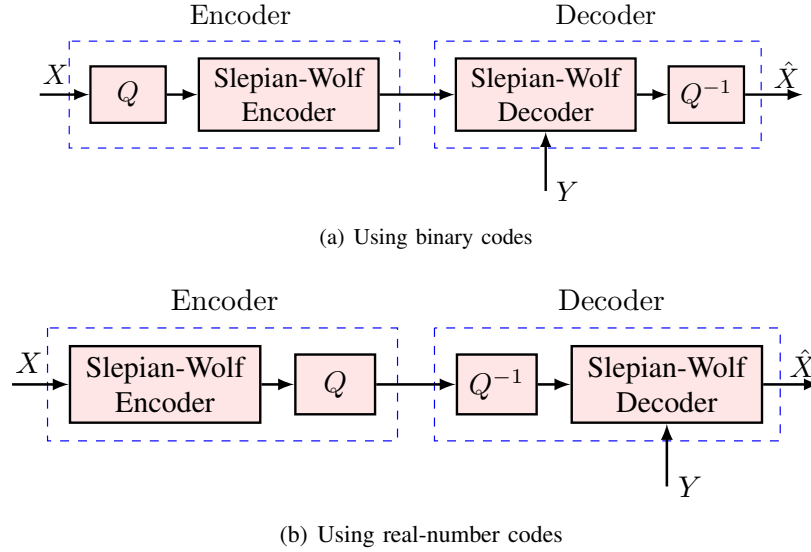 Encoder Decoder
X Q Slepian-Wolf Encoder Slepian-Wolf Decoder Q⁻¹ X̂
Y
(a) Using binary codes
Encoder Decoder
X Slepian-Wolf Encoder Q Q⁻¹ Slepian-Wolf Decoder X̂
Y
(b) Using real-number codes